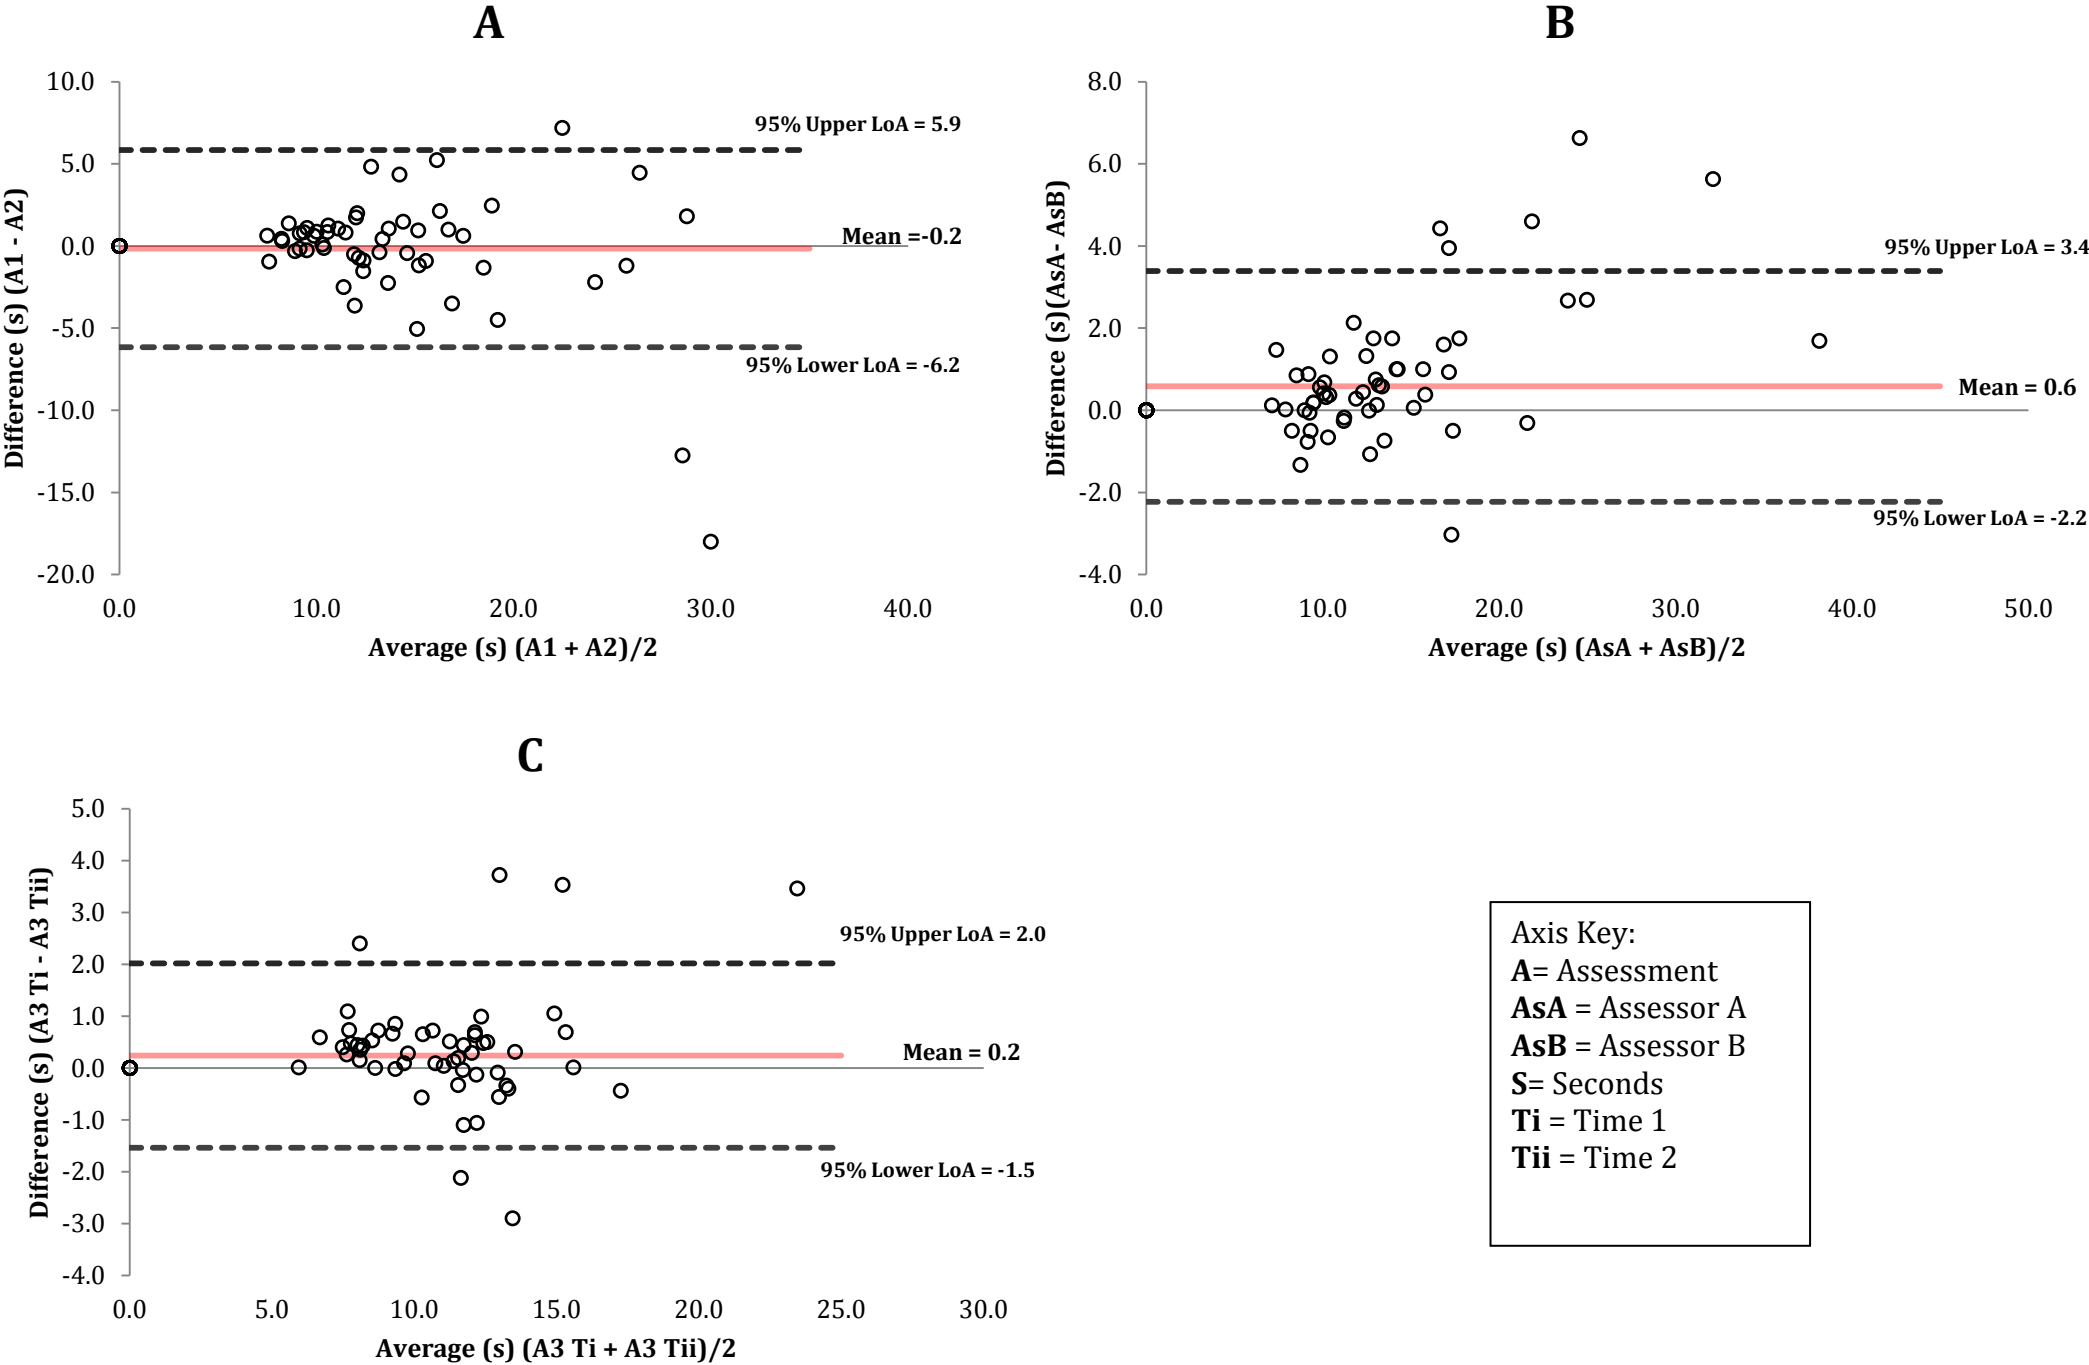 A
10.0
5.0
0.0
-5.0
-10.0
-15.0
-20.0
Difference (s) (A1 - A2)
95% Upper LoA = 5.9
Mean =-0.2
95% Lower LoA = -6.2
0.0 10.0 20.0 30.0 40.0
Average (s) (A1 + A2)/2
B
8.0
6.0
4.0
2.0
0.0
-2.0
-4.0
Difference (s)(AsA- AsB)
95% Upper LoA = 3.4
Mean = 0.6
95% Lower LoA = -2.2
0.0 10.0 20.0 30.0 40.0 50.0
Average (s) (AsA + AsB)/2
C
5.0
4.0
3.0
2.0
1.0
0.0
-1.0
-2.0
-3.0
-4.0
Difference (s) (A3 Ti - A3 Tii)
95% Upper LoA = 2.0
Mean = 0.2
95% Lower LoA = -1.5
0.0 5.0 10.0 15.0 20.0 25.0 30.0
Average (s) (A3 Ti + A3 Tii)/2
Axis Key:
A= Assessment
AsA = Assessor A
AsB = Assessor B
S= Seconds
Ti = Time 1
Tii = Time 2